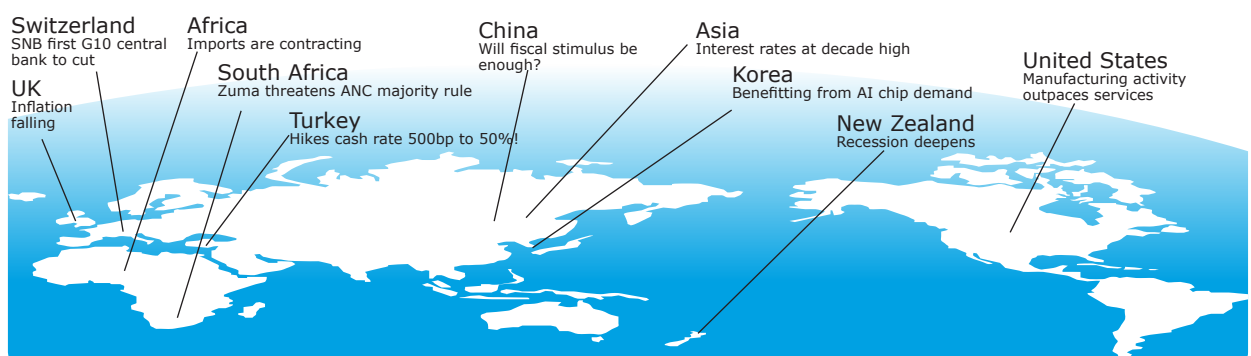 Switzerland
SNB first G10 central
bank to cut
Africa
Imports are contracting
China
Will fiscal stimulus be
enough?
Asia
Interest rates at decade high
United States
Manufacturing activity
outpaces services
UK
Inflation
falling
South Africa
Zuma threatens ANC majority rule
Korea
Benefitting from AI chip demand
Turkey
Hikes cash rate 500bp to 50%!
New Zealand
Recession deepens